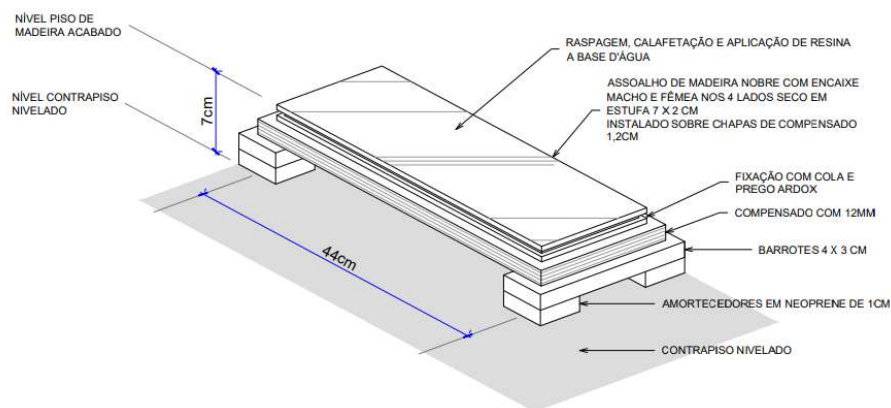 NÍVEL PISO DE
MADEIRA ACABADO
RASPAGEM, CALAFETAÇÃO E APLICAÇÃO DE RESINA
A BASE D'ÁGUA
NÍVEL CONTRAPISO
NIVELADO
7cm
ASSOALHO DE MADEIRA NOBRE COM ENCAIXE
MACHO E FÊMEA NOS 4 LADOS SECO EM
ESTUFA 7 X 2 CM
INSTALADO SOBRE CHAPAS DE COMPENSADO
1,2CM
FIXAÇÃO COM COLA E
PREGO ARDOX
COMPENSADO COM 12MM
BARROTES 4 X 3 CM
44cm
AMORTECEDORES EM NEOPRENE DE 1CM
CONTRAPISO NIVELADO